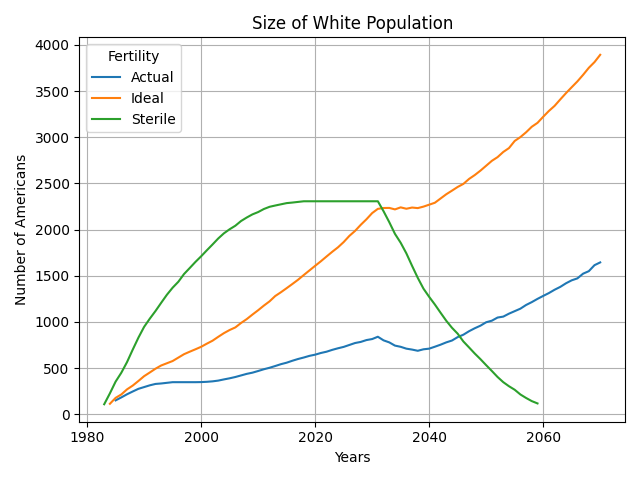 Size of White Population
Fertility
Actual
Ideal
Sterile
Number of Americans
4000
3500
3000
2500
2000
1500
1000
500
0
1980
2000
2020
2040
2060
Years